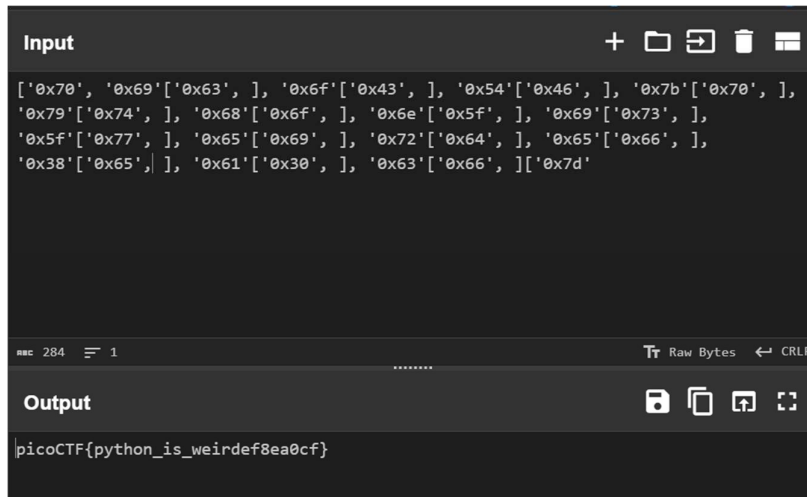 Input
['0x70', '0x69'['0x63', ], '0x6f'['0x43', ], '0x54'['0x46', ], '0x7b'['0x70', ],
'0x79'['0x74', ], '0x68'['0x6f', ], '0x6e'['0x5f', ], '0x69'['0x73', ],
'0x5f'['0x77', ], '0x65'['0x69', ], '0x72'['0x64', ], '0x65'['0x66', ],
'0x38'['0x65', ], '0x61'['0x30', ], '0x63'['0x66', ]['0x7d'
ABC 284 1 Tт Raw Bytes CRLF
Output
picoCTF{python_is_weirdef8ea0cf}